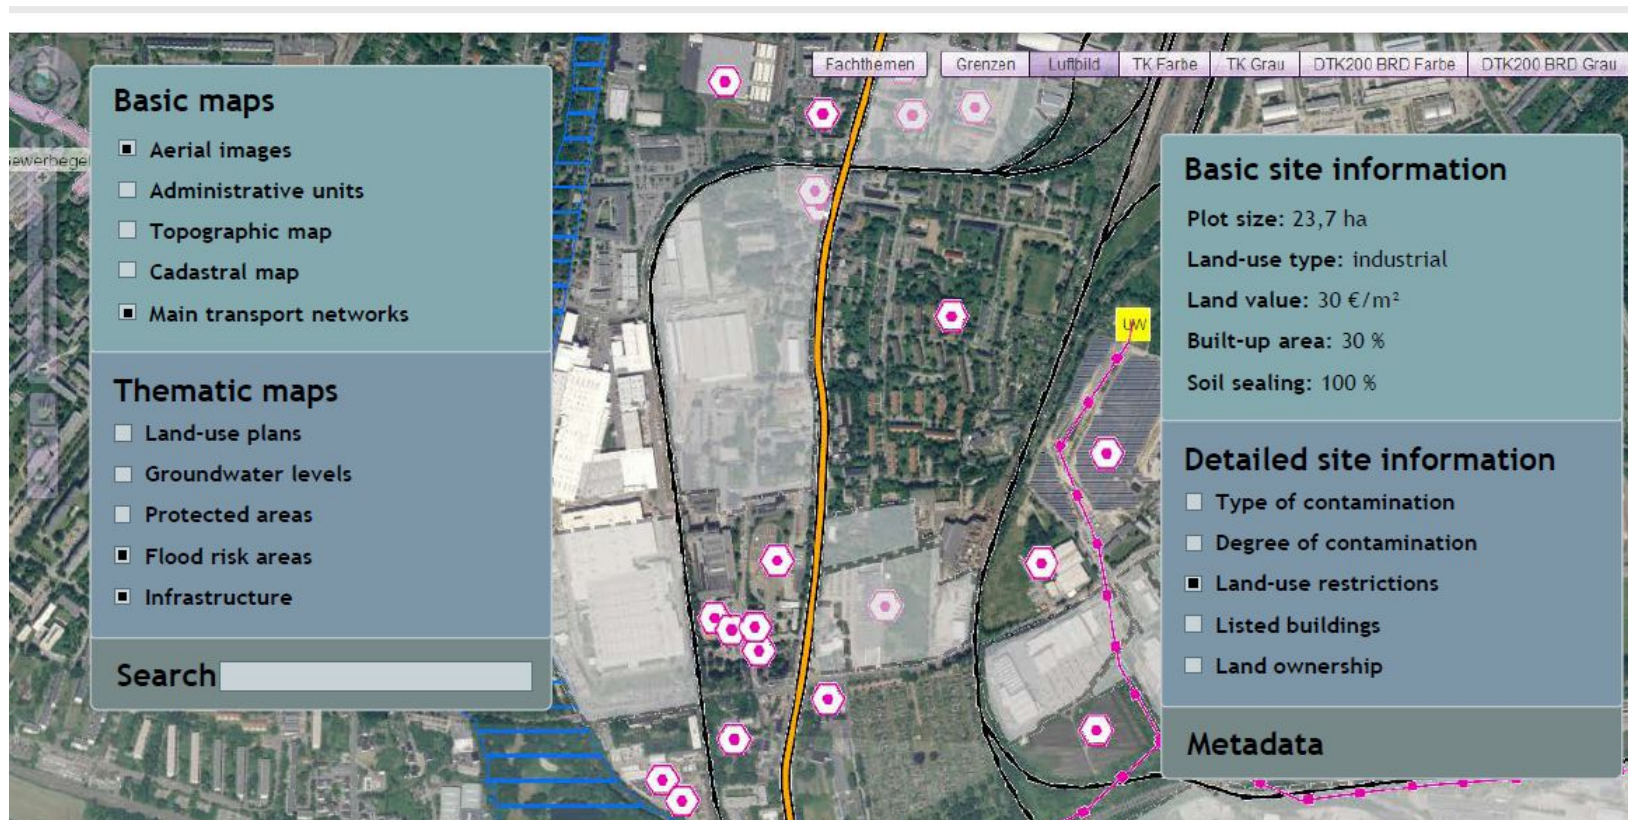 Fachthemen
Grenzen
Luftbild
TK Farbe
TK Grau
DTK200 BRD Farbe
DTK200 BRD Grau
Basic maps
Aerial images
Administrative units
Topographic map
Cadastral map
Main transport networks
Thematic maps
Land-use plans
Groundwater levels
Protected areas
Flood risk areas
Infrastructure
Search
UW
Basic site information
Plot size: 23,7 ha
Land-use type: industrial
Land value: 30 €/m²
Built-up area: 30 %
Soil sealing: 100 %
Detailed site information
Type of contamination
Degree of contamination
Land-use restrictions
Listed buildings
Land ownership
Metadata